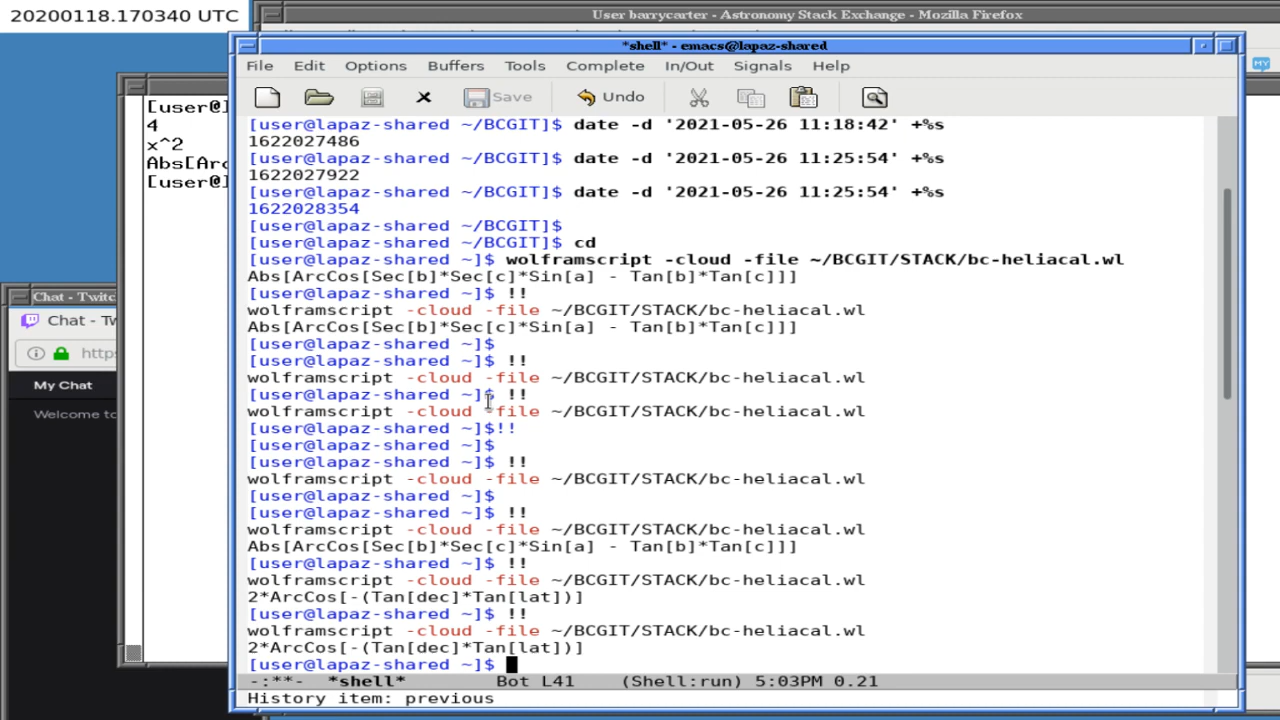 20200118.170340 UTC
User barrycarter - Astronomy Stack Exchange - Mozilla Firefox
*shell* - emacs@lapaz-shared
File Edit Options Buffers Tools Complete In/Out Signals Help
Save Undo
MY
[user@
4
x^2
Abs[Arc
[user@]
Chat - Twitc
Chat - Tw
https
My Chat
Welcome to
[user@lapaz-shared ~/BCGIT]$ date -d '2021-05-26 11:18:42' +%s
1622027486
[user@lapaz-shared ~/BCGIT]$ date -d '2021-05-26 11:25:54' +%s
1622027922
[user@lapaz-shared ~/BCGIT]$ date -d '2021-05-26 11:25:54' +%s
1622028354
[user@lapaz-shared ~/BCGIT]$
[user@lapaz-shared ~/BCGIT]$ cd
[user@lapaz-shared ~]$ wolframscript -cloud -file ~/BCGIT/STACK/bc-heliacal.wl
Abs[ArcCos[Sec[b]*Sec[c]*Sin[a] - Tan[b]*Tan[c]]]
[user@lapaz-shared ~]$ !!
wolframscript -cloud -file ~/BCGIT/STACK/bc-heliacal.wl
Abs[ArcCos[Sec[b]*Sec[c]*Sin[a] - Tan[b]*Tan[c]]]
[user@lapaz-shared ~]$
[user@lapaz-shared ~]$ !!
wolframscript -cloud -file ~/BCGIT/STACK/bc-heliacal.wl
[user@lapaz-shared ~]$ !!
wolframscript -cloud -file ~/BCGIT/STACK/bc-heliacal.wl
[user@lapaz-shared ~]$!!
[user@lapaz-shared ~]$
[user@lapaz-shared ~]$ !!
wolframscript -cloud -file ~/BCGIT/STACK/bc-heliacal.wl
[user@lapaz-shared ~]$
[user@lapaz-shared ~]$ !!
wolframscript -cloud -file ~/BCGIT/STACK/bc-heliacal.wl
Abs[ArcCos[Sec[b]*Sec[c]*Sin[a] - Tan[b]*Tan[c]]]
[user@lapaz-shared ~]$ !!
wolframscript -cloud -file ~/BCGIT/STACK/bc-heliacal.wl
2*ArcCos[-(Tan[dec]*Tan[lat])]
[user@lapaz-shared ~]$ !!
wolframscript -cloud -file ~/BCGIT/STACK/bc-heliacal.wl
2*ArcCos[-(Tan[dec]*Tan[lat])]
[user@lapaz-shared ~]$
-:**- *shell* Bot L41 (Shell:run) 5:03PM 0.21
History item: previous